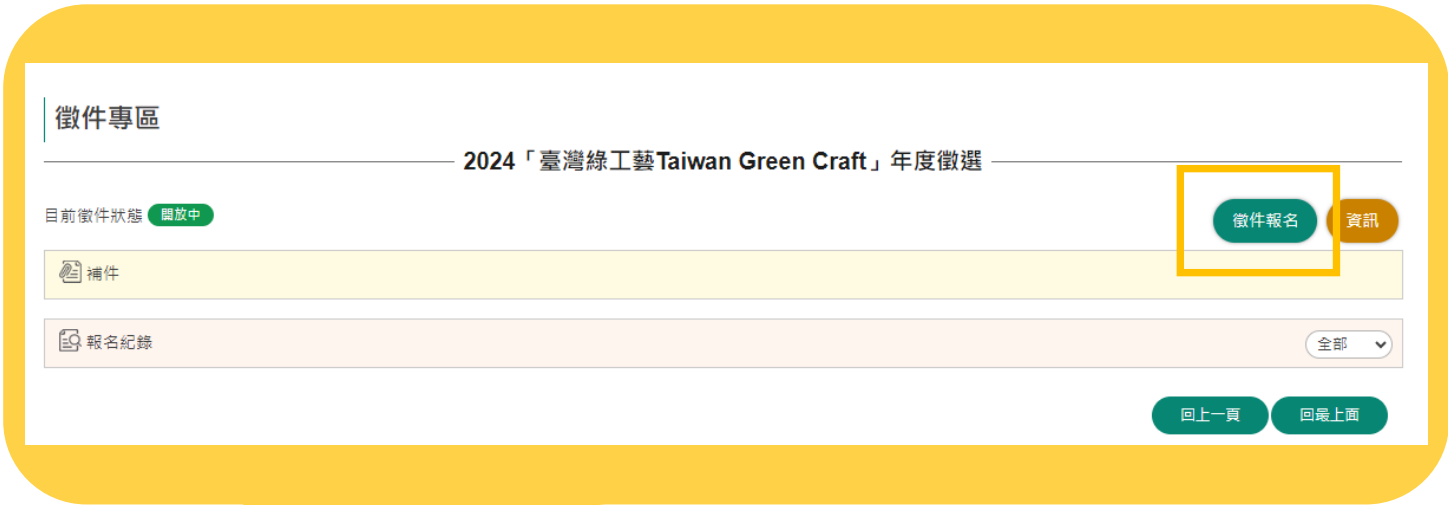 徵件專區
2024「臺灣綠工藝Taiwan Green Craft」年度徵選
目前徵件狀態 開放中
徵件報名 資訊
補件
報名紀錄 全部
回上一頁 回最上面